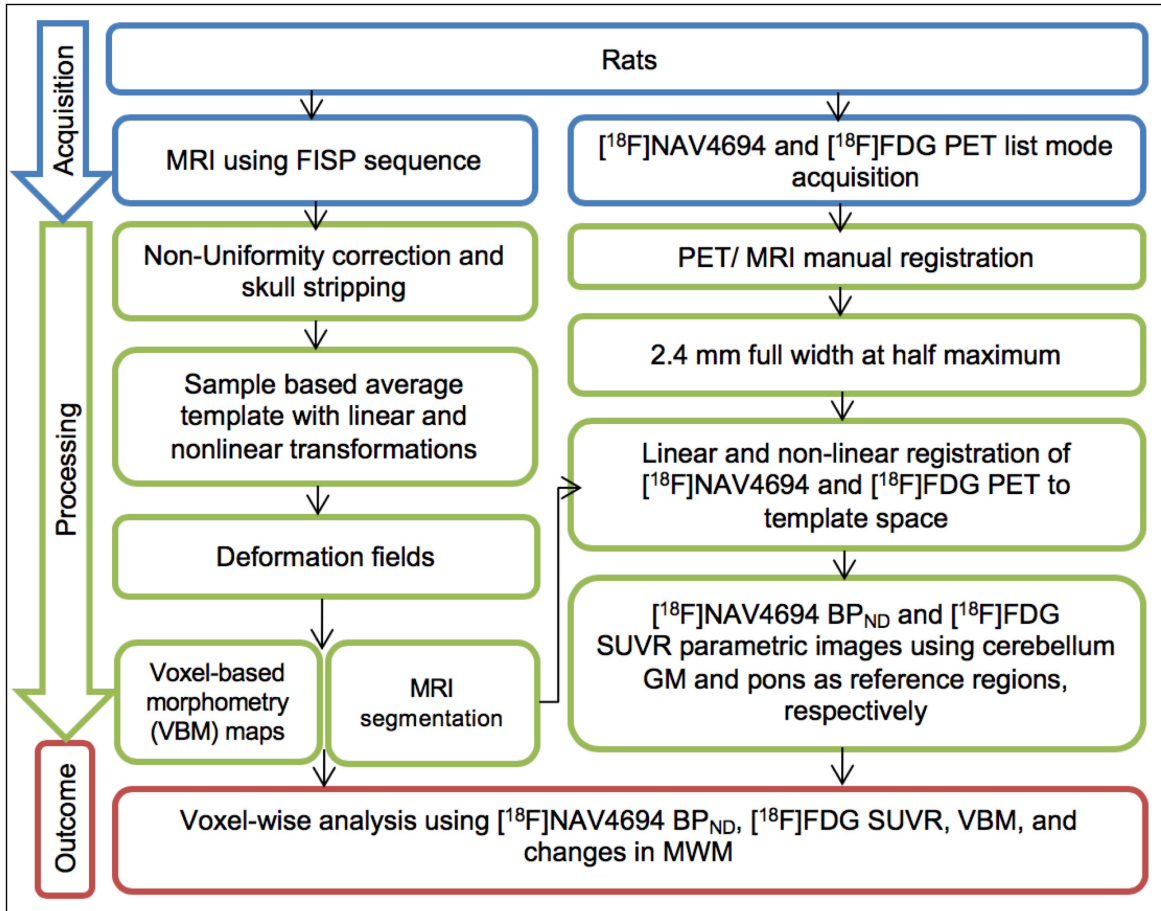 Acquisition
Rats
MRI using FISP sequence
[¹⁸F]NAV4694 and [¹⁸F]FDG PET list mode
acquisition
Processing
Non-Uniformity correction and
skull stripping
Sample based average
template with linear and
nonlinear transformations
Deformation fields
Voxel-based
morphometry
(VBM) maps
MRI
segmentation
PET/ MRI manual registration
2.4 mm full width at half maximum
Linear and non-linear registration of
[¹⁸F]NAV4694 and [¹⁸F]FDG PET to
template space
[¹⁸F]NAV4694 BP_ND and [¹⁸F]FDG
SUVR parametric images using cerebellum
GM and pons as reference regions,
respectively
Outcome
Voxel-wise analysis using [¹⁸F]NAV4694 BP_ND, [¹⁸F]FDG SUVR, VBM, and
changes in MWM